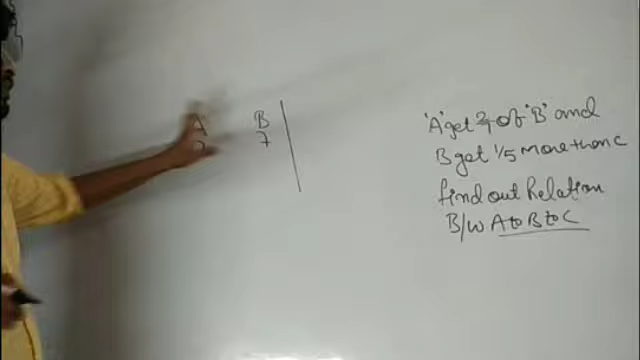 A B
7
'A' get 2/7 of 'B' and
B get 1/5 more than C
find out Relation
B/W A to B to C